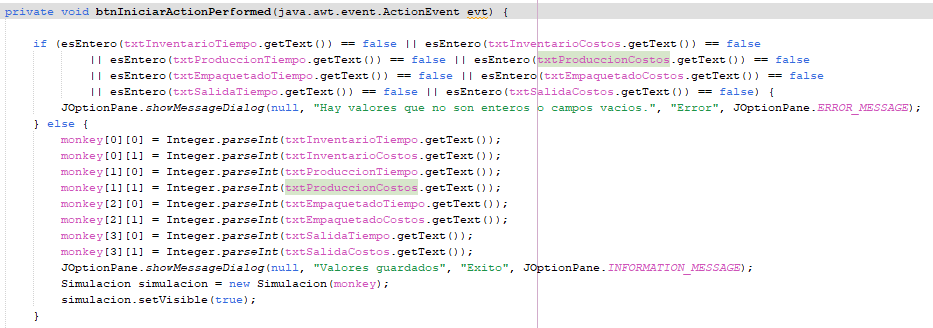 private void btnIniciarActionPerformed(java.awt.event.ActionEvent evt) {
if (esEntero(txtInventarioTiempo.getText()) == false || esEntero(txtInventarioCostos.getText()) == false
|| esEntero(txtProduccionTiempo.getText()) == false || esEntero(txtProduccionCostos.getText()) == false
|| esEntero(txtEmpaquetadoTiempo.getText()) == false || esEntero(txtEmpaquetadoCostos.getText()) == false
|| esEntero(txtSalidaTiempo.getText()) == false || esEntero(txtSalidaCostos.getText()) == false) {
JOptionPane.showMessageDialog(null, "Hay valores que no son enteros o campos vacios.", "Error", JOptionPane.ERROR_MESSAGE);
} else {
monkey[0][0] = Integer.parseInt(txtInventarioTiempo.getText());
monkey[0][1] = Integer.parseInt(txtInventarioCostos.getText());
monkey[1][0] = Integer.parseInt(txtProduccionTiempo.getText());
monkey[1][1] = Integer.parseInt(txtProduccionCostos.getText());
monkey[2][0] = Integer.parseInt(txtEmpaquetadoTiempo.getText());
monkey[2][1] = Integer.parseInt(txtEmpaquetadoCostos.getText());
monkey[3][0] = Integer.parseInt(txtSalidaTiempo.getText());
monkey[3][1] = Integer.parseInt(txtSalidaCostos.getText());
JOptionPane.showMessageDialog(null, "Valores guardados", "Exito", JOptionPane.INFORMATION_MESSAGE);
Simulacion simulacion = new Simulacion(monkey);
simulacion.setVisible(true);
}